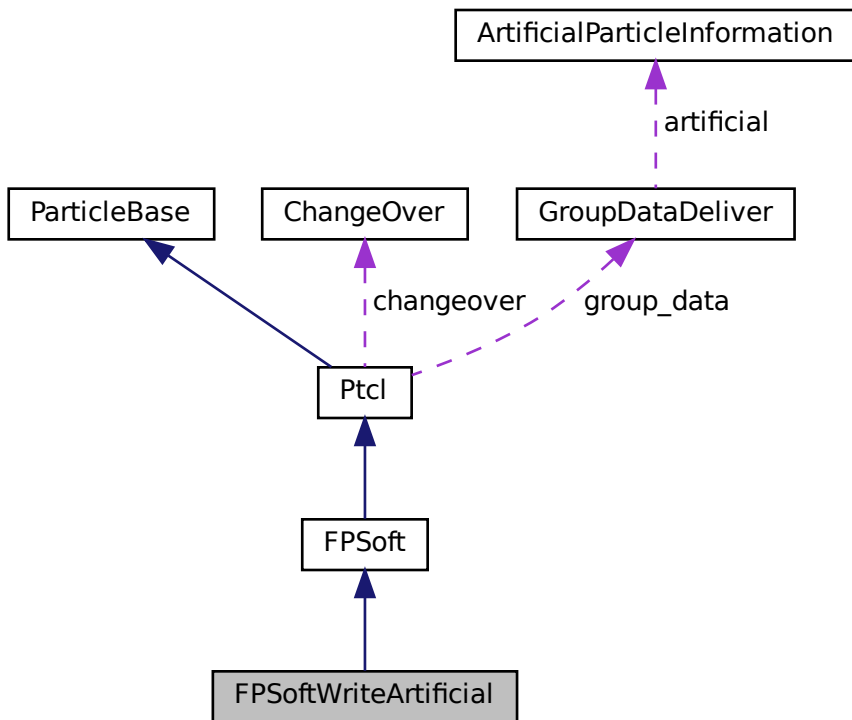 ArtificialParticleInformation
artificial
ParticleBase
ChangeOver
GroupDataDeliver
changeover
group_data
Ptcl
FPSoft
FPSoftWriteArtificial